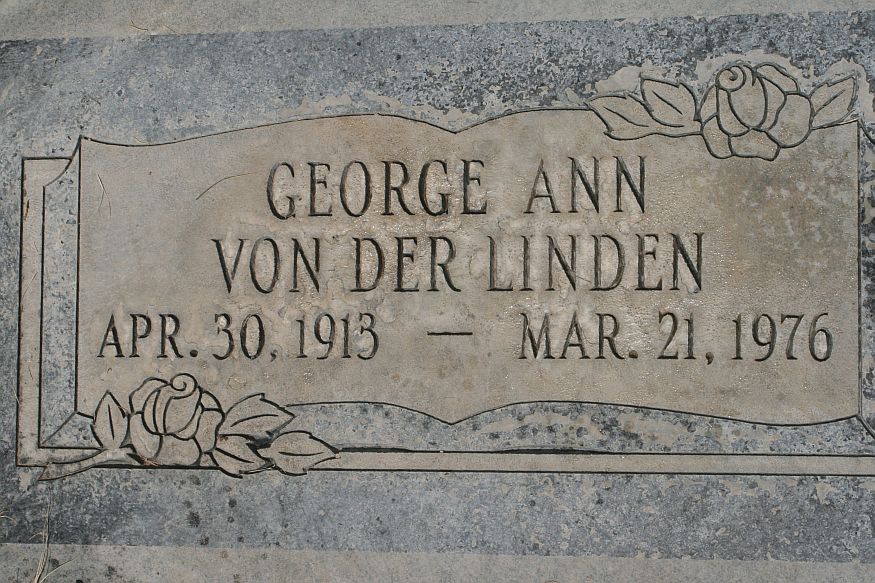 GEORGE ANN
VON DER LINDEN
APR. 30, 1913 — MAR. 21, 1976